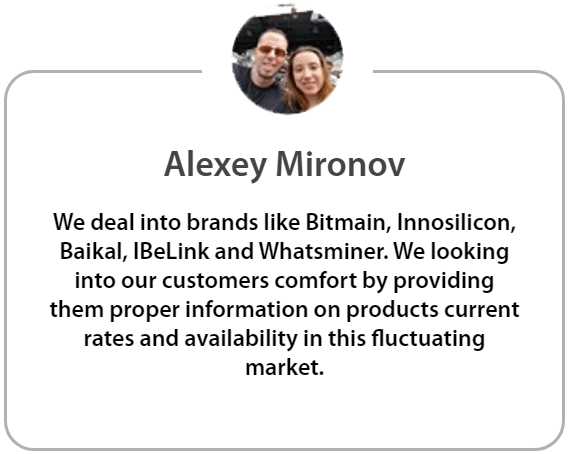 Alexey Mironov
We deal into brands like Bitmain, Innosilicon,
Baikal, IBeLink and Whatsminer. We looking
into our customers comfort by providing
them proper information on products current
rates and availability in this fluctuating
market.